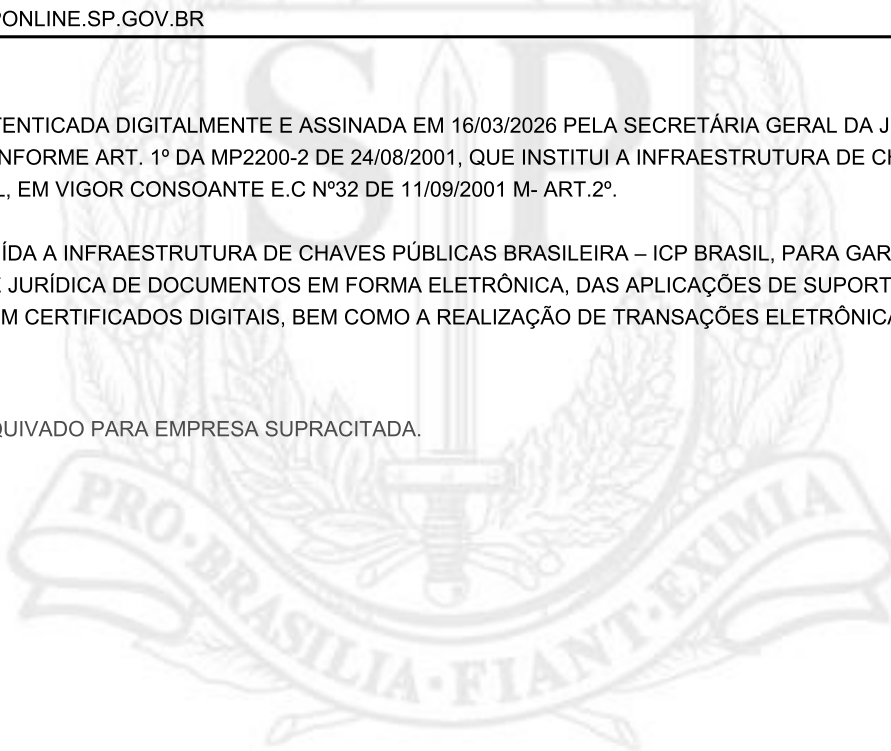 PONLINE.SP.GOV.BR
TENTICADA DIGITALMENTE E ASSINADA EM 16/03/2026 PELA SECRETÁRIA GERAL DA J
NFORME ART. 1º DA MP2200-2 DE 24/08/2001, QUE INSTITUI A INFRAESTRUTURA DE CH
L, EM VIGOR CONSOANTE E.C Nº32 DE 11/09/2001 M- ART.2º.
ÍDA A INFRAESTRUTURA DE CHAVES PÚBLICAS BRASILEIRA – ICP BRASIL, PARA GAR
E JURÍDICA DE DOCUMENTOS EM FORMA ELETRÔNICA, DAS APLICAÇÕES DE SUPORT
M CERTIFICADOS DIGITAIS, BEM COMO A REALIZAÇÃO DE TRANSAÇÕES ELETRÔNICA
QUIVADO PARA EMPRESA SUPRACITADA.
SP
PRO·BRASILIA·FIANT·EXIMIA